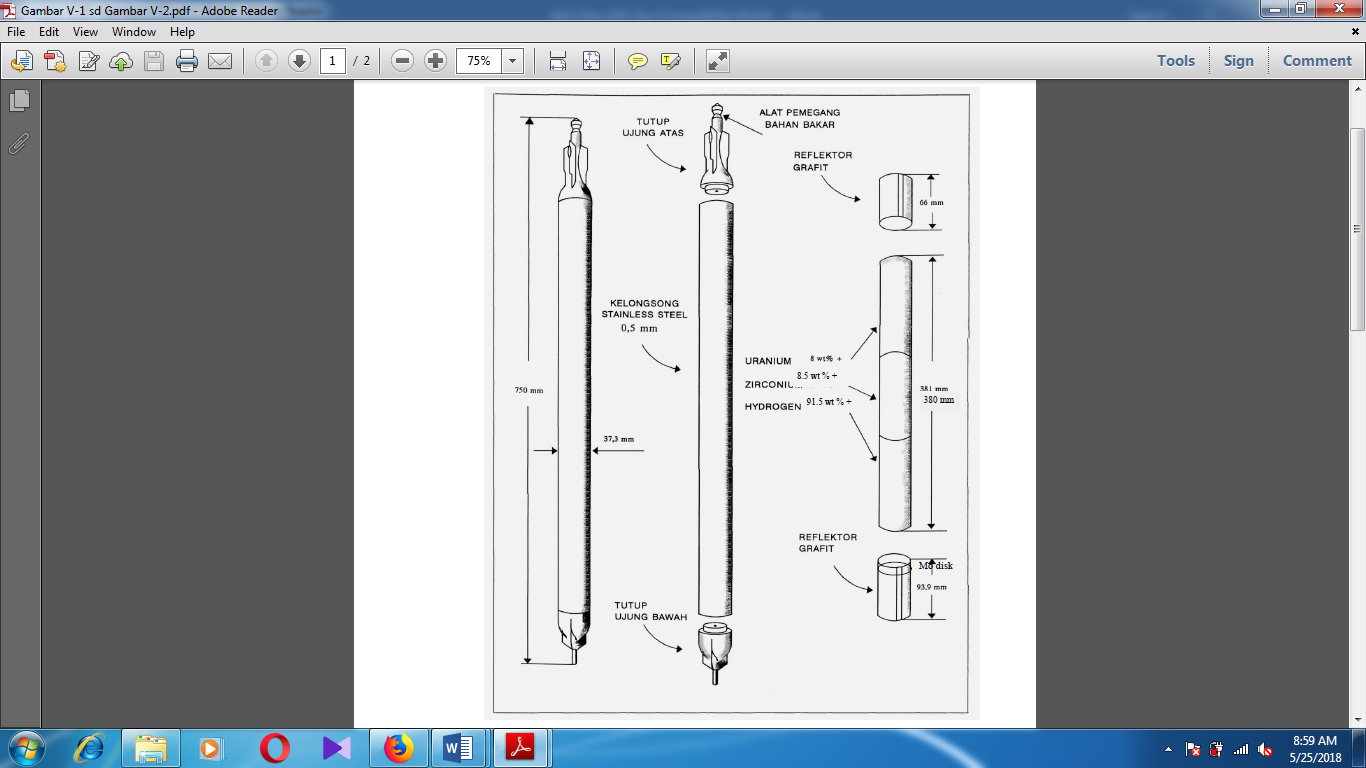 Gambar V-1 sd Gambar V-2.pdf - Adobe Reader
File Edit View Window Help
1 / 2 75% Tools Sign Comment
TUTUP
UJUNG ATAS
ALAT PEMEGANG
BAHAN BAKAR
REFLEKTOR
GRAFIT
66 mm
KELONGSONG
STAINLESS STEEL
0,5 mm
URANIUM 8 wt% +
8.5 wt % +
91.5 wt % +
HYDROGEN
750 mm
381 mm
380 mm
37,3 mm
REFLEKTOR
GRAFIT
disk
93,9 mm
TUTUP
UJUNG BAWAH
8:59 AM
5/25/2018